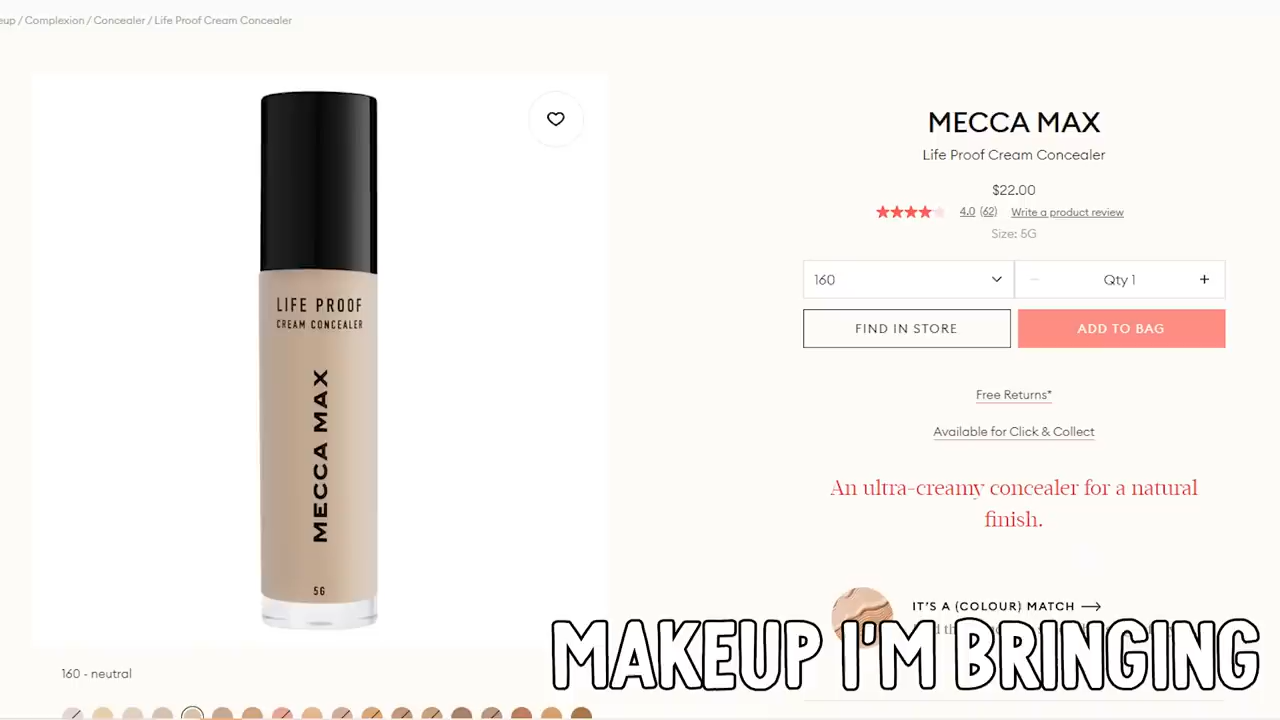 eup / Complexion / Concealer / Life Proof Cream Concealer
LIFE PROOF
CREAM CONCEALER
MECCA MAX
5G
160 - neutral
MECCA MAX
Life Proof Cream Concealer
$22.00
4.0 (62) Write a product review
Size: 5G
160
Qty 1
FIND IN STORE
ADD TO BAG
Free Returns*
Available for Click & Collect
An ultra-creamy concealer for a natural
finish.
IT'S A (COLOUR) MATCH
MAKEUP I'M BRINGING